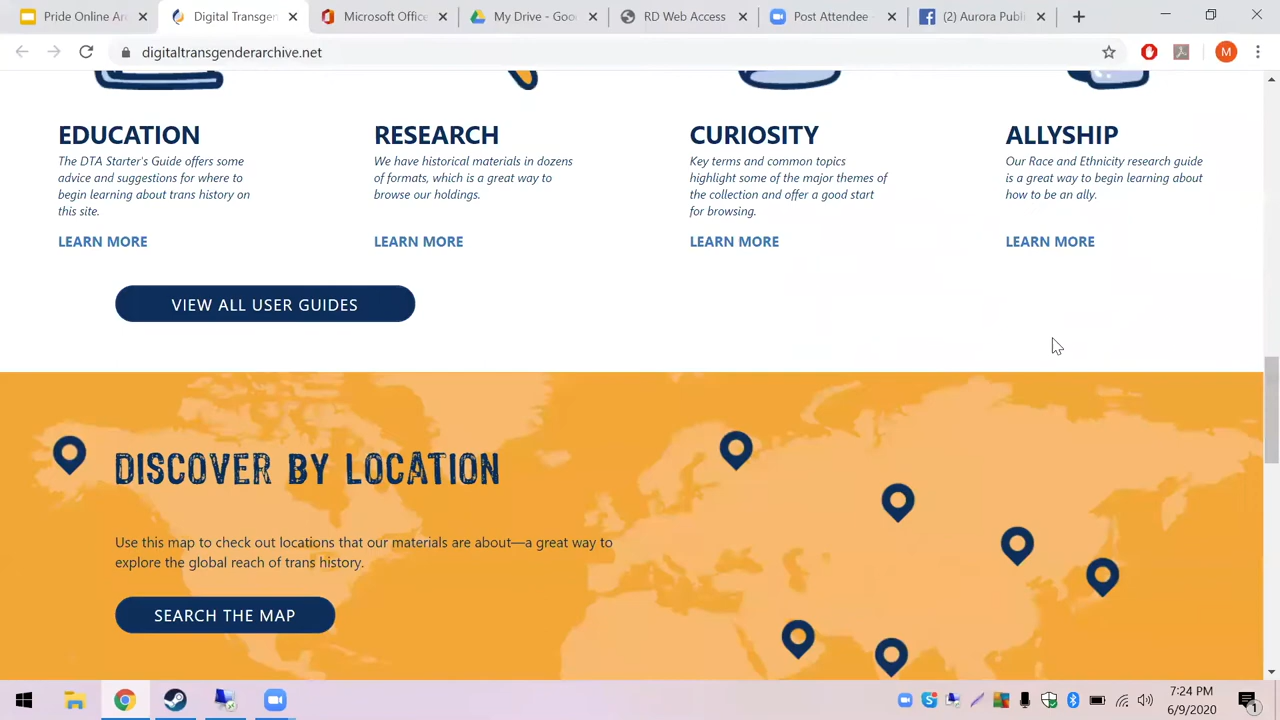 Pride Online Ar
Digital Transgen
Microsoft Office
My Drive - Goo
RD Web Access
Post Attendee -
(2) Aurora Publ
digitaltransgenderarchive.net
M
EDUCATION
The DTA Starter's Guide offers some
advice and suggestions for where to
begin learning about trans history on
this site.
LEARN MORE
RESEARCH
We have historical materials in dozens
of formats, which is a great way to
browse our holdings.
LEARN MORE
CURIOSITY
Key terms and common topics
highlight some of the major themes of
the collection and offer a good start
for browsing.
LEARN MORE
ALLYSHIP
Our Race and Ethnicity research guide
is a great way to begin learning about
how to be an ally.
LEARN MORE
VIEW ALL USER GUIDES
DISCOVER BY LOCATION
Use this map to check out locations that our materials are about—a great way to
explore the global reach of trans history.
SEARCH THE MAP
7:24 PM
6/9/2020
1